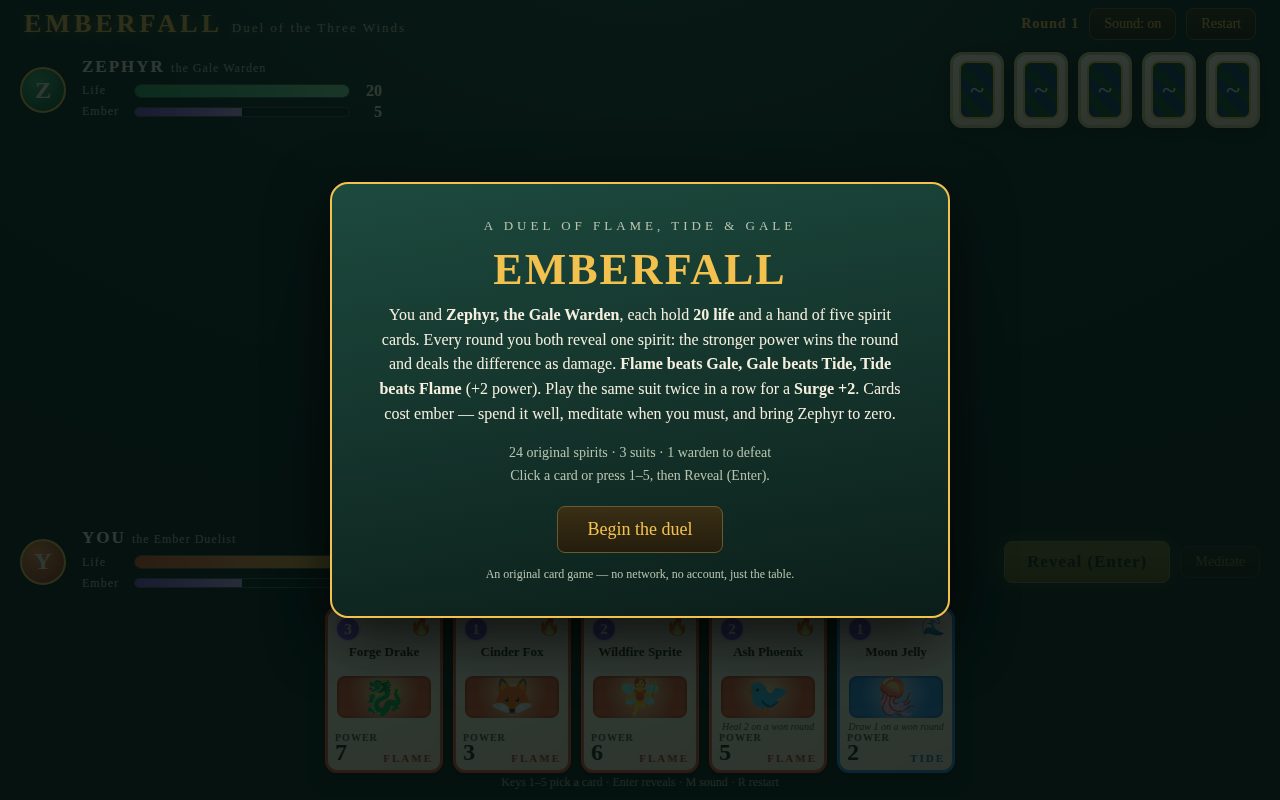 EMBERFALL Duel of the Three Winds
Round 1 Sound: on Restart
Z ZEPHYR the Gale Warden
Life 20
Ember 5
~ ~ ~ ~ ~
A DUEL OF FLAME, TIDE & GALE
EMBERFALL
You and Zephyr, the Gale Warden, each hold 20 life and a hand of five spirit
cards. Every round you both reveal one spirit: the stronger power wins the round
and deals the difference as damage. Flame beats Gale, Gale beats Tide, Tide
beats Flame (+2 power). Play the same suit twice in a row for a Surge +2. Cards
cost ember — spend it well, meditate when you must, and bring Zephyr to zero.
24 original spirits · 3 suits · 1 warden to defeat
Click a card or press 1–5, then Reveal (Enter).
Begin the duel
An original card game — no network, no account, just the table.
Y YOU the Ember Duelist
Life
Ember
Reveal (Enter) Meditate
3 1 2 2 1
Forge Drake Cinder Fox Wildfire Sprite Ash Phoenix Moon Jelly
Heal 2 on a won round Draw 1 on a won round
POWER POWER POWER POWER POWER
7 FLAME 3 FLAME 6 FLAME 5 FLAME 2 TIDE
Keys 1–5 pick a card · Enter reveals · M sound · R restart